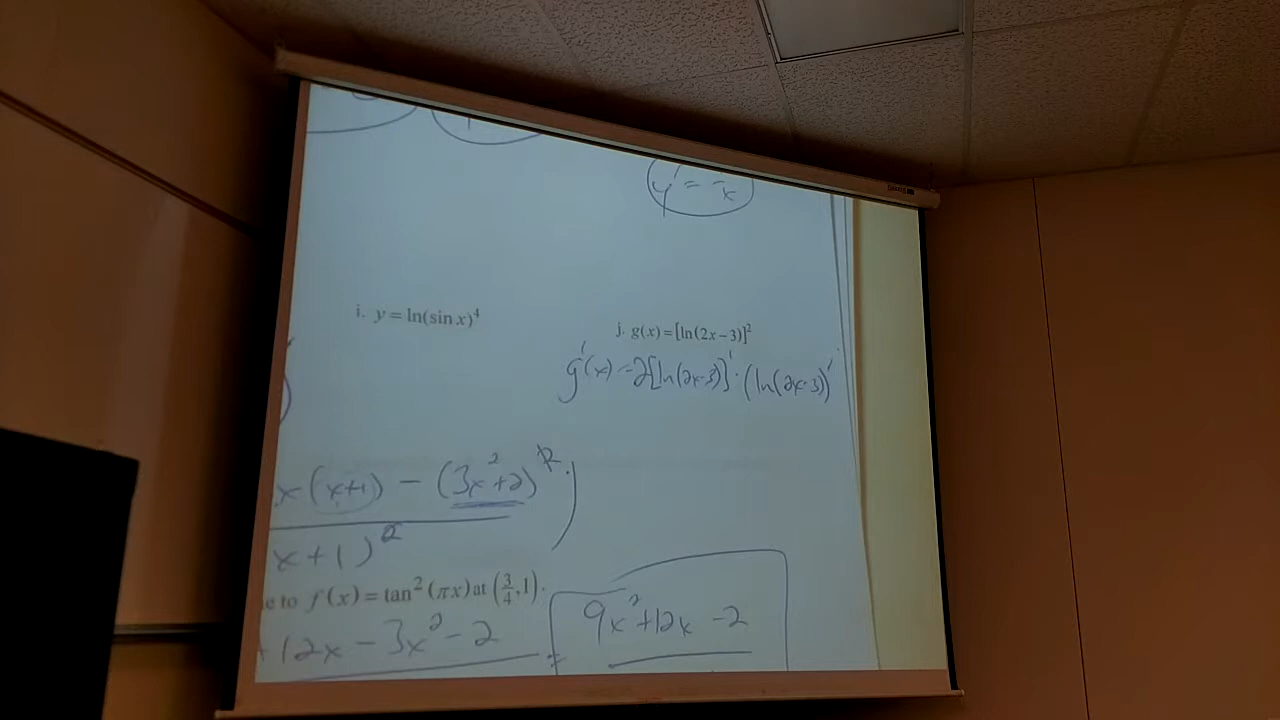 y' = 1/x
i. y = ln(sin x)⁴
j. g(x) = [ln(2x − 3)]²
g'(x) = 2[ln(2x-3)]' · (ln(2x-3))'
x(x+1) − (3x²+2)
x+1)²
e to f(x) = tan²(πx) at (3/4, 1).
+ 12x − 3x² − 2
= 9x² + 12x − 2